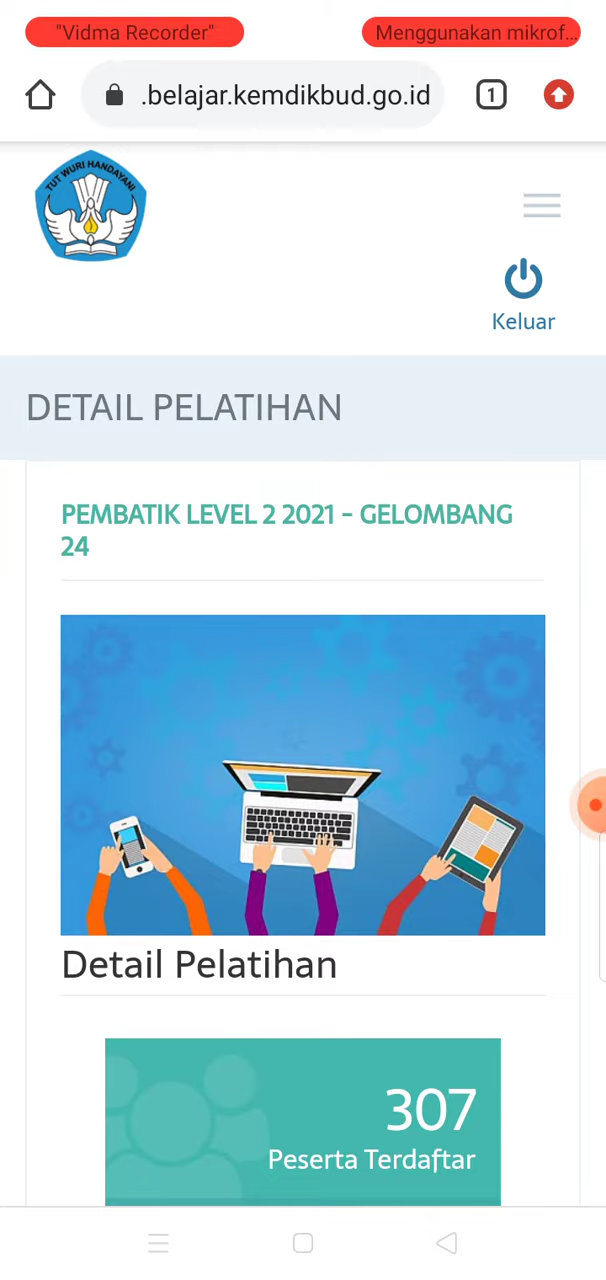 "Vidma Recorder"
Menggunakan mikrof...
.belajar.kemdikbud.go.id
1
TUT WURI HANDAYANI
Keluar
DETAIL PELATIHAN
PEMBATIK LEVEL 2 2021 - GELOMBANG
24
Detail Pelatihan
307
Peserta Terdaftar